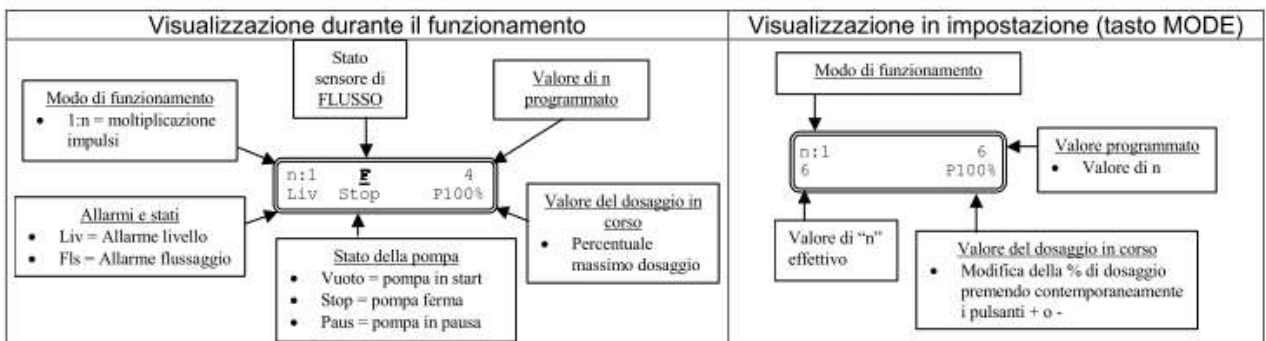 Visualizzazione durante il funzionamento
Visualizzazione in impostazione (tasto MODE)
Modo di funzionamento
• 1:n = moltiplicazione
impulsi
Stato
sensore di
FLUSSO
Valore di n
programmato
n:1 F 4
Liv Stop P100%
Allarmi e stati
• Liv = Allarme livello
• Fls = Allarme flussaggio
Stato della pompa
• Vuoto = pompa in start
• Stop = pompa ferma
• Paus = pompa in pausa
Valore del dosaggio in
corso
• Percentuale
massimo dosaggio
Modo di funzionamento
n:1 6
6 P100%
Valore programmato
• Valore di n
Valore di “n”
effettivo
Valore del dosaggio in corso
• Modifica della % di dosaggio
premendo contemporaneamente
i pulsanti + o -